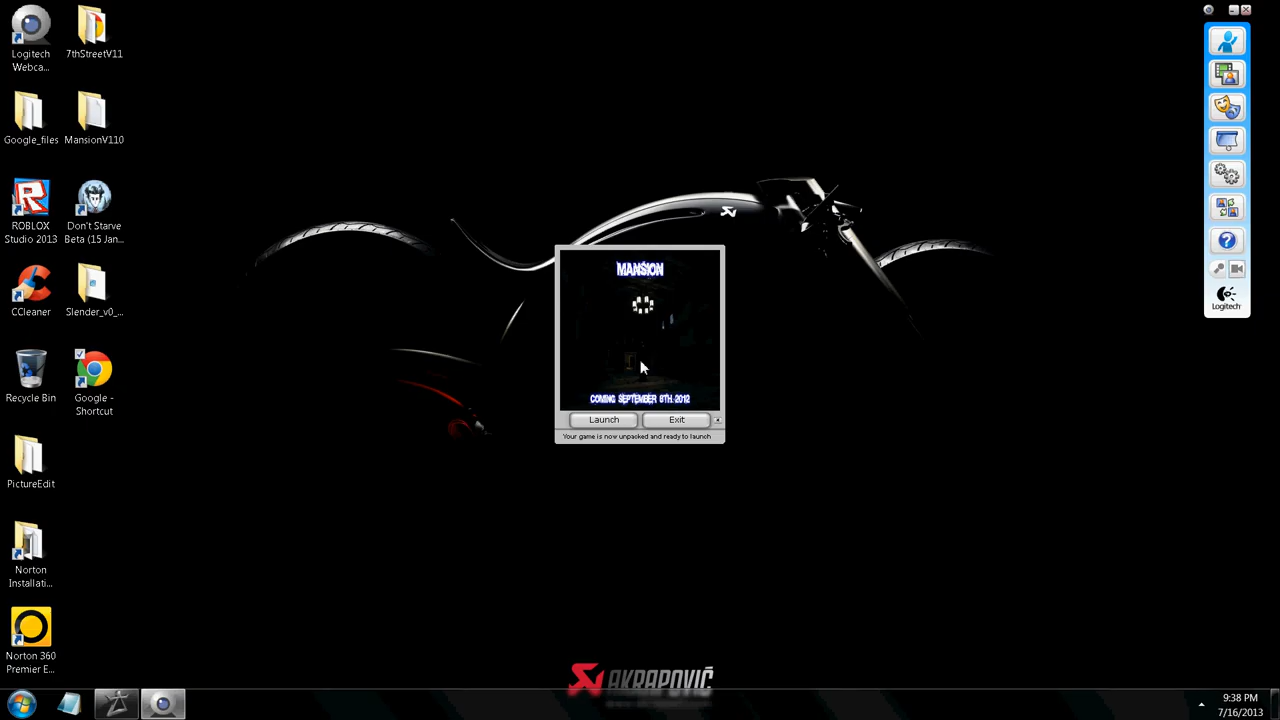 Logitech
Webca...
7thStreetV11
Google_files
MansionV110
ROBLOX
Studio 2013
Don't Starve
Beta (15 Jan...
CCleaner
Slender_v0_...
Recycle Bin
Google -
Shortcut
PictureEdit
Norton
Installati...
Norton 360
Premier E...
MANSION
COMING SEPTEMBER 8TH, 2012
Launch
Exit
Your game is now unpacked and ready to launch
Logitech
AKRAPOVIČ
9:38 PM
7/16/2013